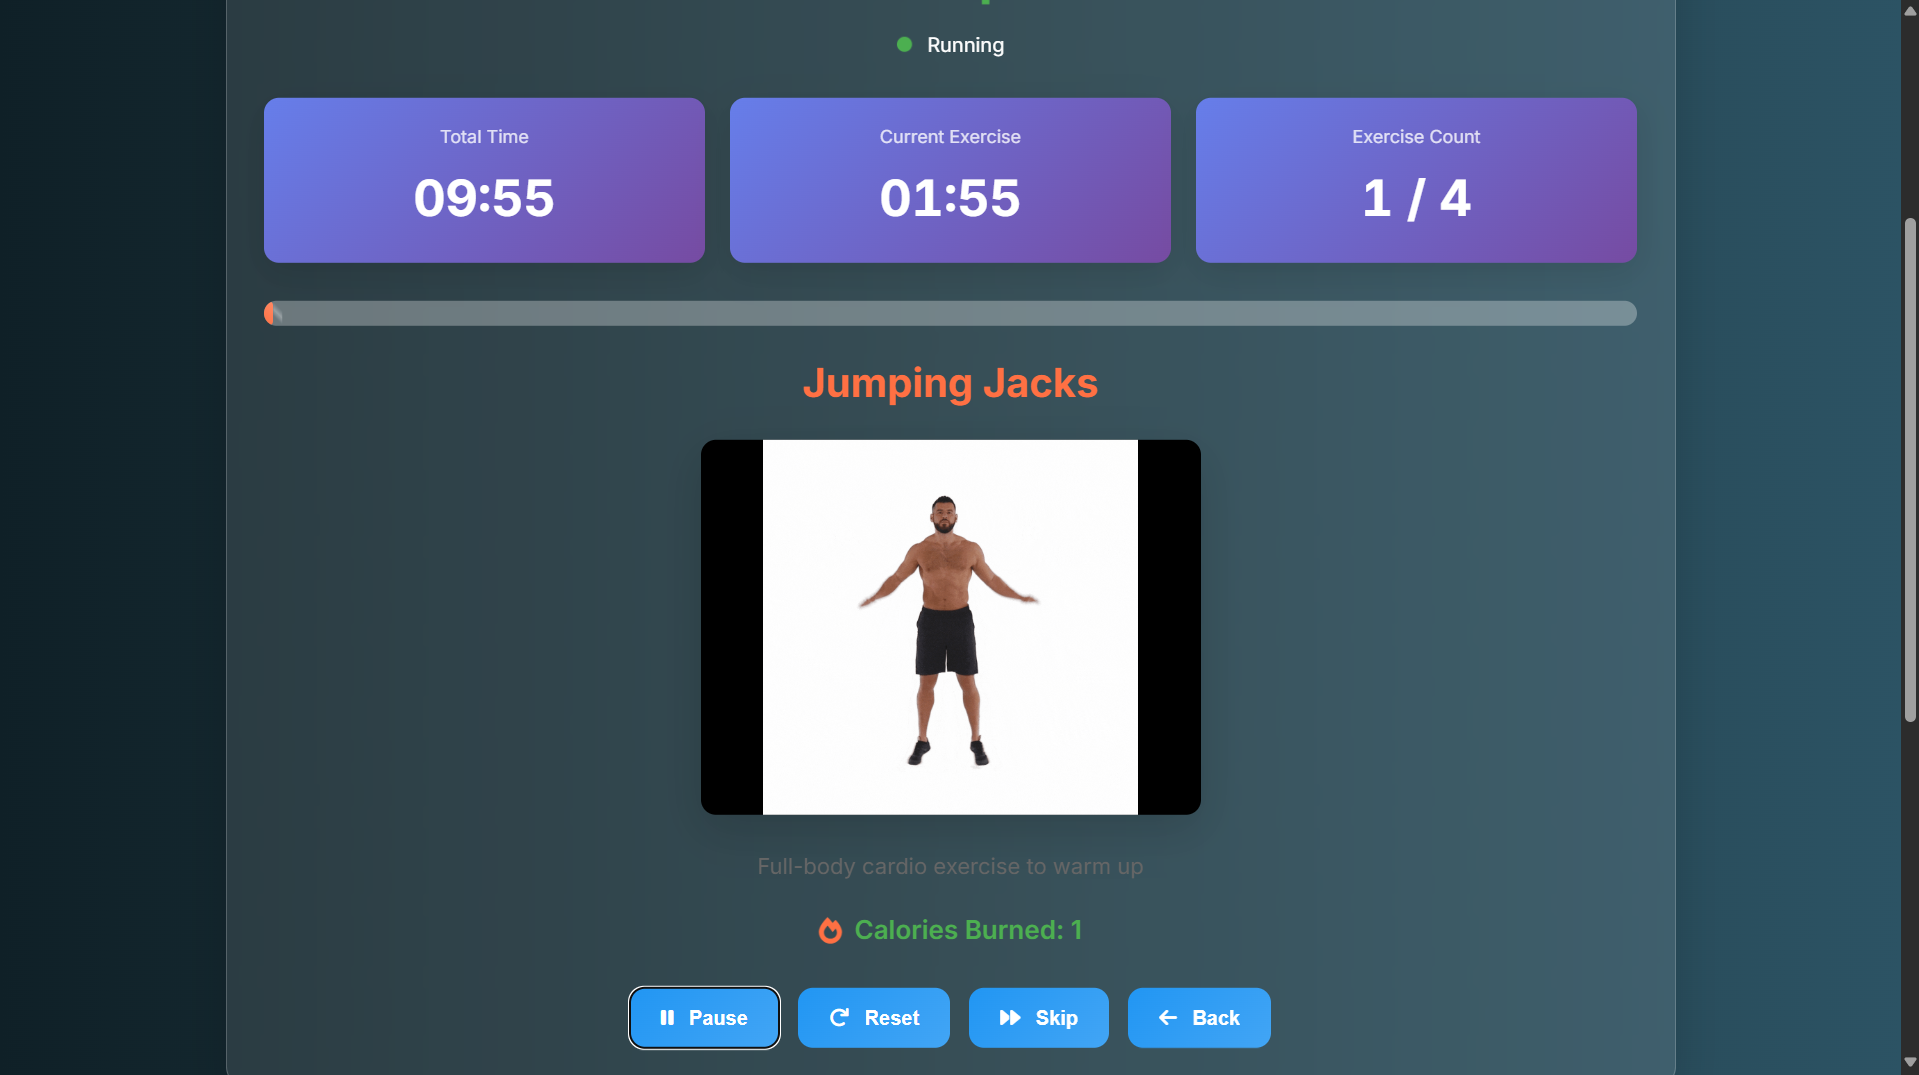 Running
Total Time
Current Exercise
Exercise Count
09:55
01:55
1 / 4
Jumping Jacks
Full-body cardio exercise to warm up
Calories Burned: 1
Pause
Reset
Skip
Back